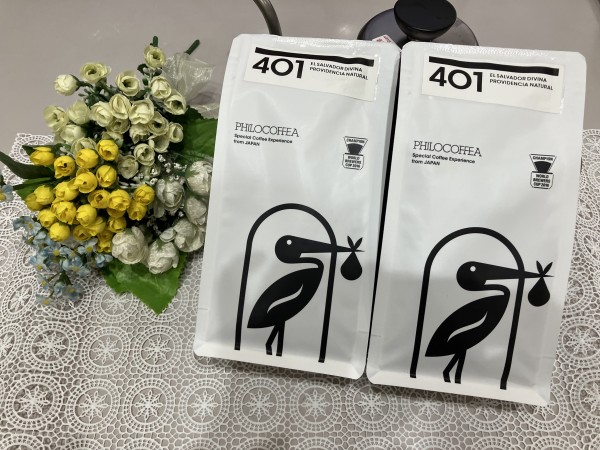 401
EL SALVADOR DIVINA
PROVIDENCIA NATURAL
PHILOCOFFEA
Special Coffee Experience
from JAPAN
CHAMPION
WORLD
BREWERS
CUP 2016
401
EL SALVADOR DIVINA
PROVIDENCIA NATURAL
PHILOCOFFEA
Special Coffee Experience
from JAPAN
CHAMPION
WORLD
BREWERS
CUP 2016